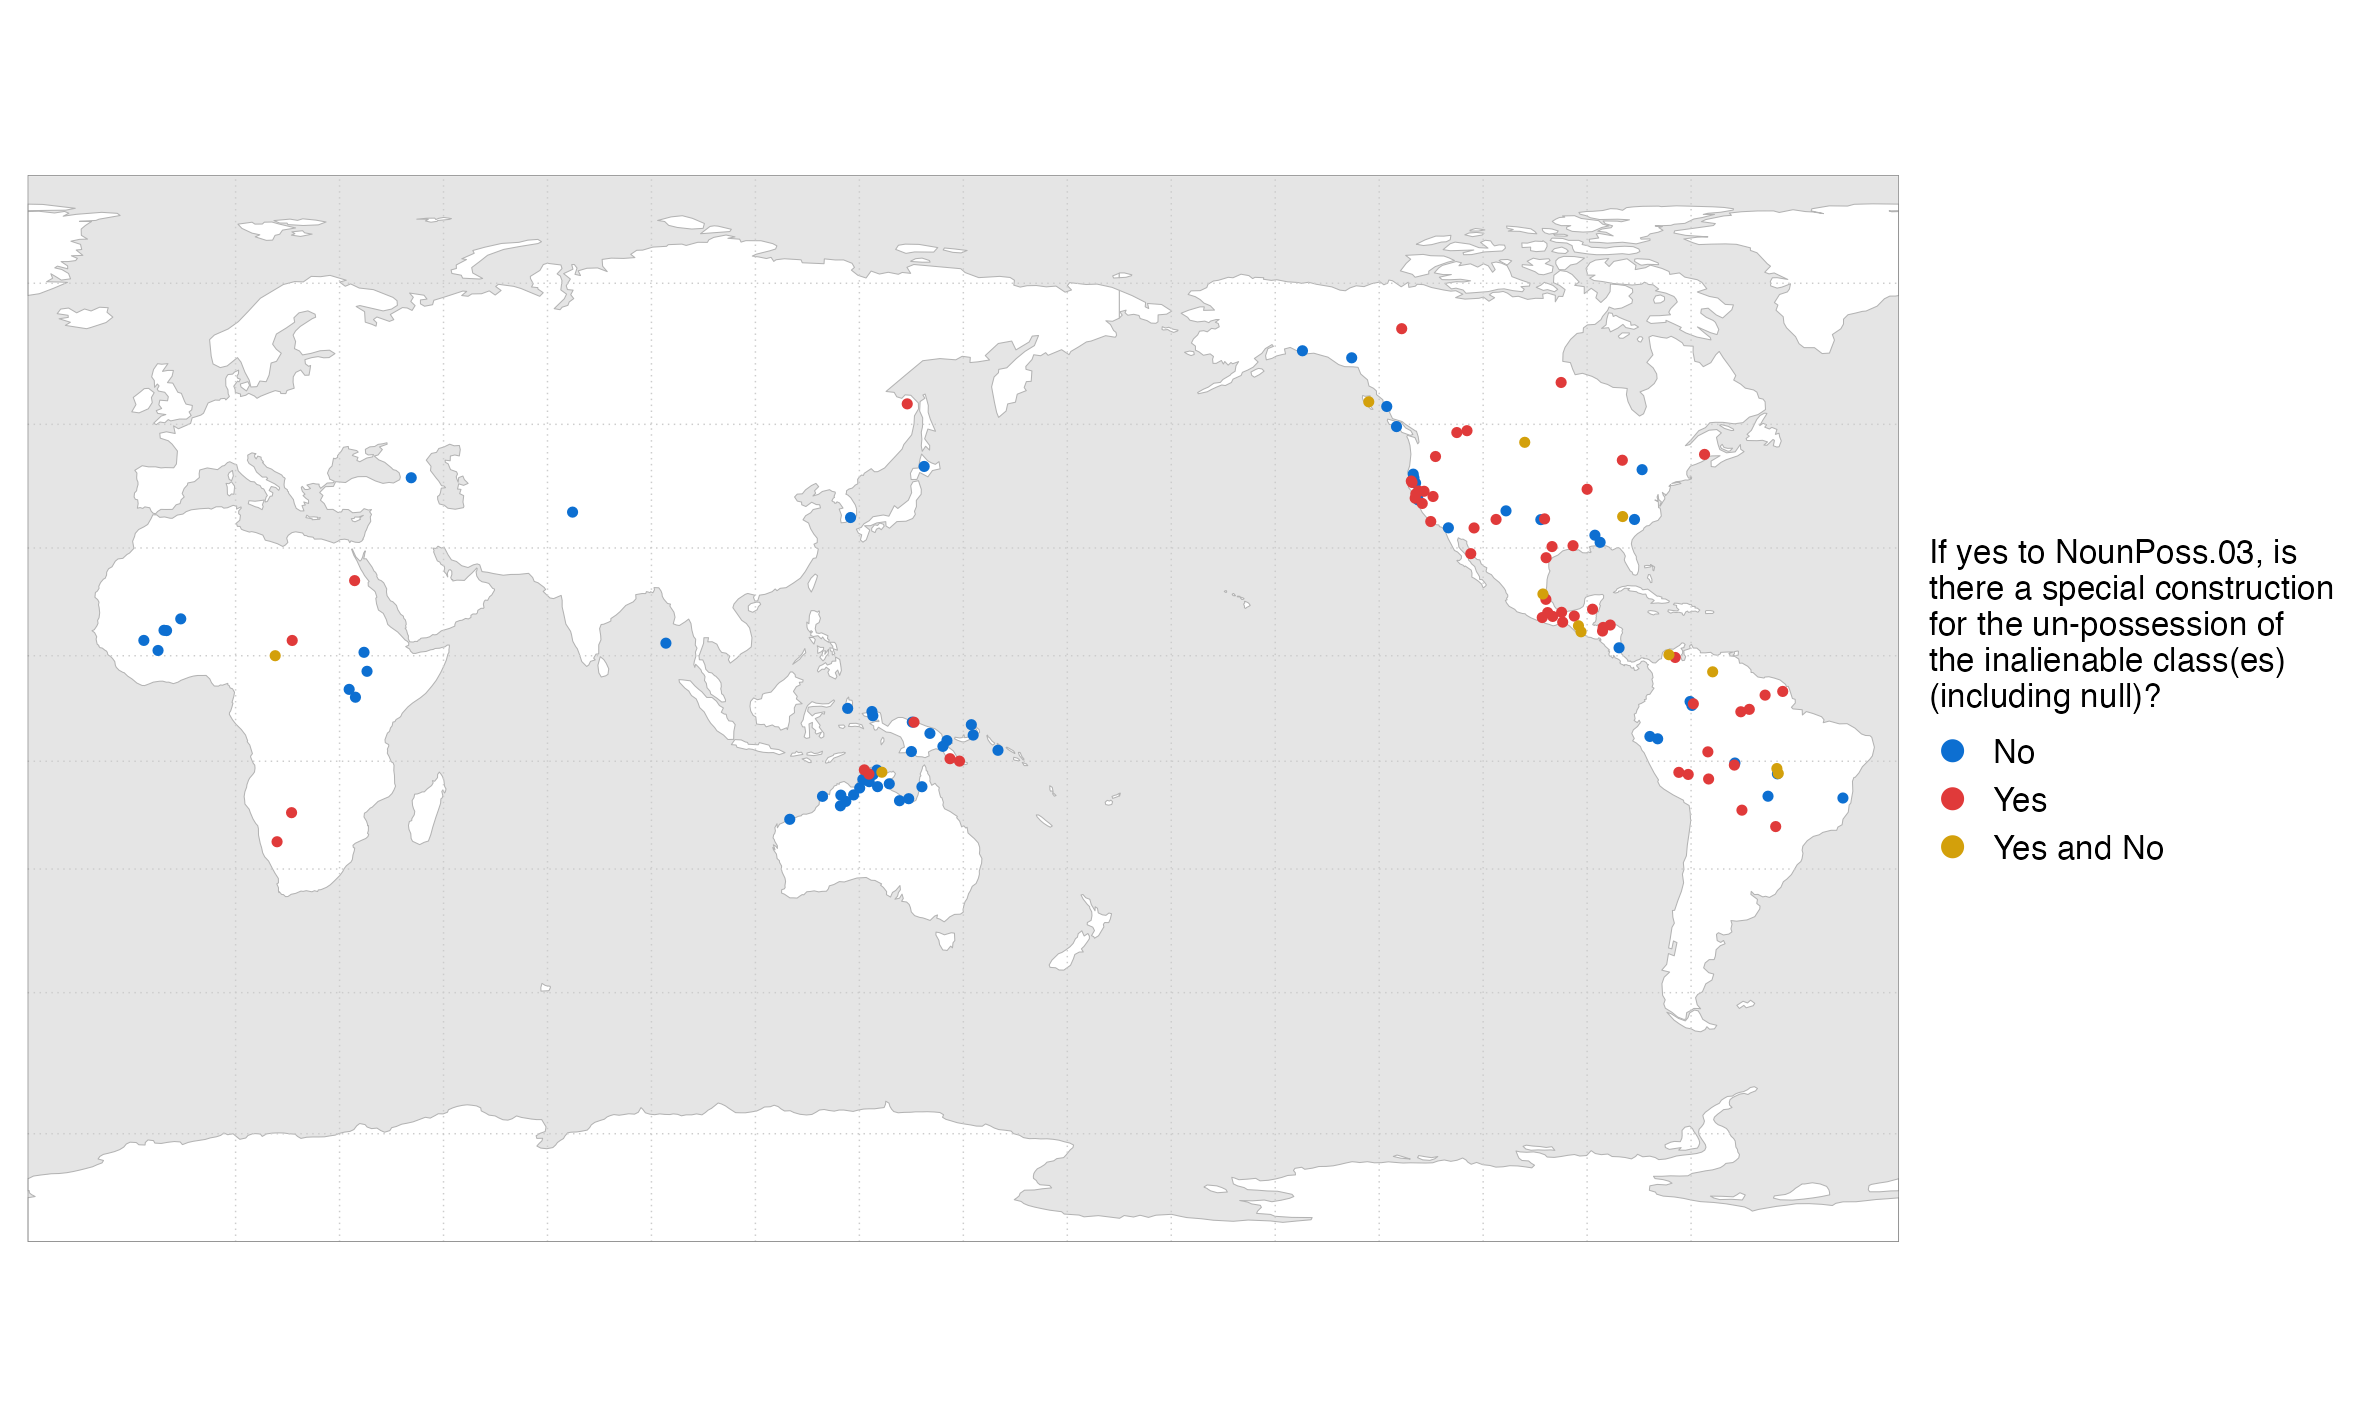 If yes to NounPoss.03, is
there a special construction
for the un-possession of
the inalienable class(es)
(including null)?
No
Yes
Yes and No